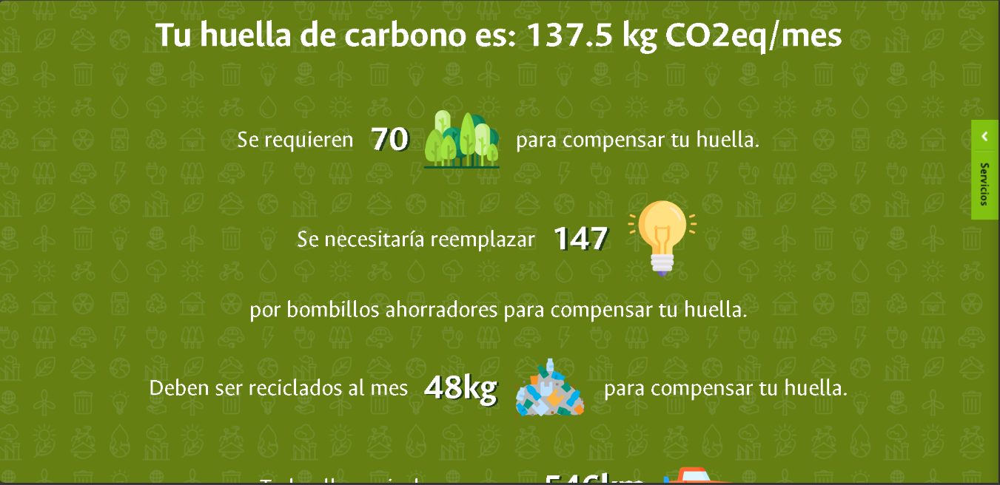 Tu huella de carbono es: 137.5 kg CO2eq/mes
Se requieren 70 para compensar tu huella.
Servicios
Se necesitaría reemplazar 147
por bombillos ahorradores para compensar tu huella.
Deben ser reciclados al mes 48kg para compensar tu huella.
546km